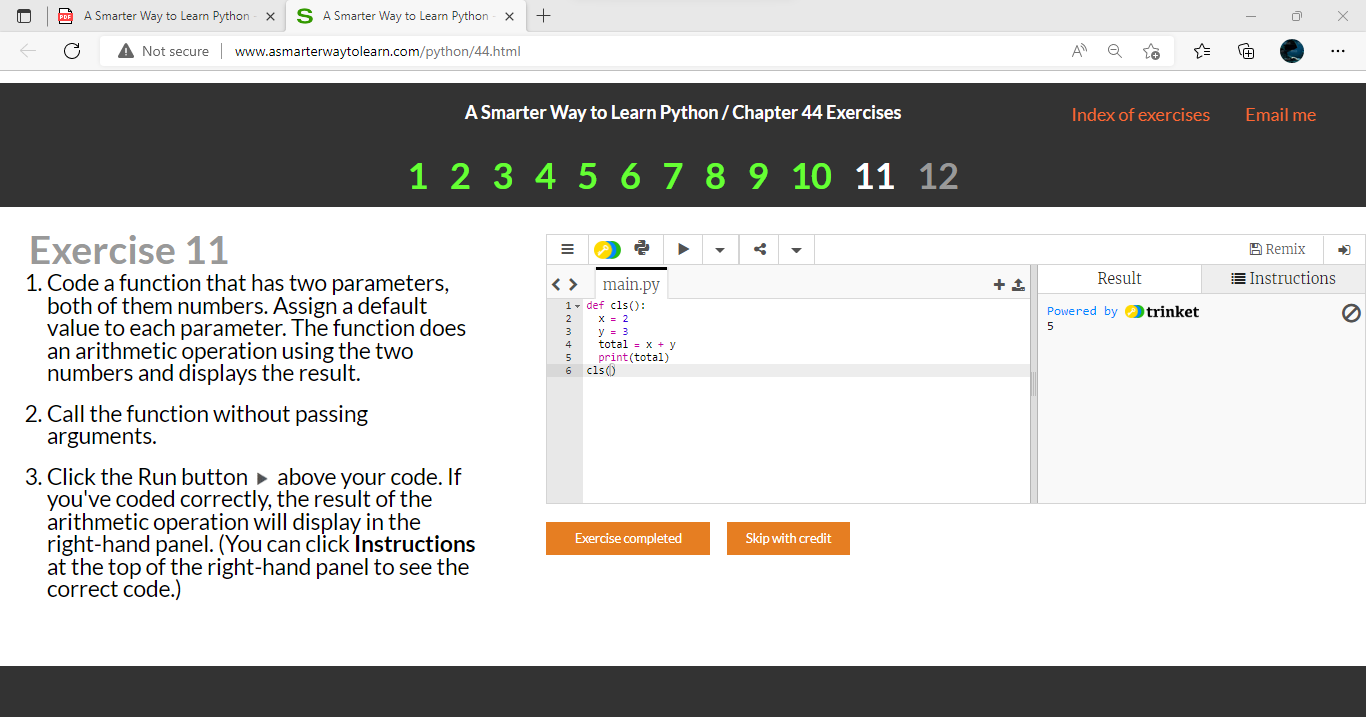 A Smarter Way to Learn Python -
A Smarter Way to Learn Python -
Not secure
www.asmarterwaytolearn.com/python/44.html
A Smarter Way to Learn Python / Chapter 44 Exercises
Index of exercises
Email me
1 2 3 4 5 6 7 8 9 10 11 12
Exercise 11
1. Code a function that has two parameters,
both of them numbers. Assign a default
value to each parameter. The function does
an arithmetic operation using the two
numbers and displays the result.
2. Call the function without passing
arguments.
3. Click the Run button above your code. If
you've coded correctly, the result of the
arithmetic operation will display in the
right-hand panel. (You can click Instructions
at the top of the right-hand panel to see the
correct code.)
Remix
main.py
1 def cls():
2 x = 2
3 y = 3
4 total = x + y
5 print(total)
6 cls()
Result
Instructions
Powered by trinket
5
Exercise completed
Skip with credit